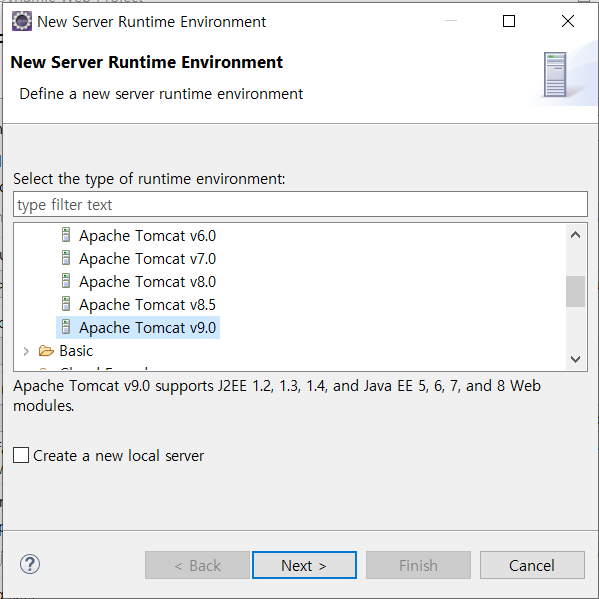 New Server Runtime Environment
New Server Runtime Environment
Define a new server runtime environment
Select the type of runtime environment:
type filter text
Apache Tomcat v6.0
Apache Tomcat v7.0
Apache Tomcat v8.0
Apache Tomcat v8.5
Apache Tomcat v9.0
Basic
Apache Tomcat v9.0 supports J2EE 1.2, 1.3, 1.4, and Java EE 5, 6, 7, and 8 Web
modules.
Create a new local server
?
< Back
Next >
Finish
Cancel